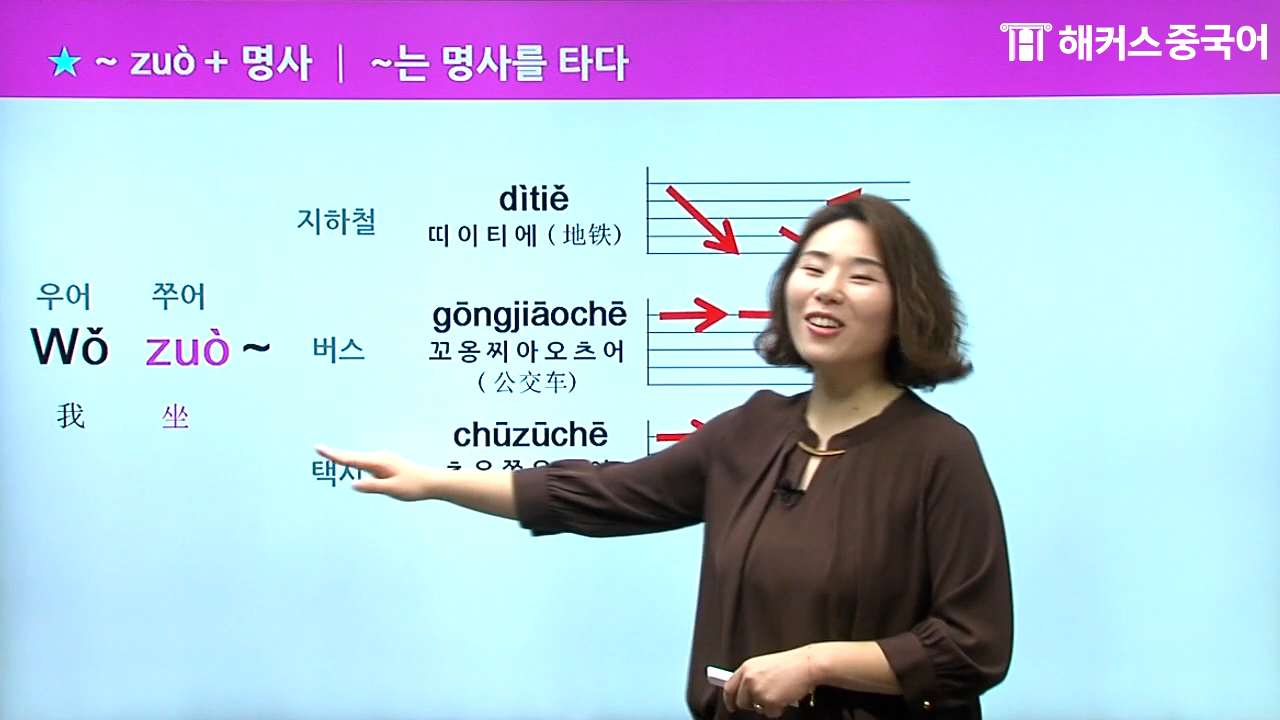 ★ ~ zuò + 명사 | ~는 명사를 타다
해커스중국어
지하철
dìtiě
띠이티에 (地铁)
우어 쭈어
Wǒ zuò ~
我 坐
버스
gōngjiāochē
꼬옹찌아오츠어
(公交车)
chūzūchē
택시